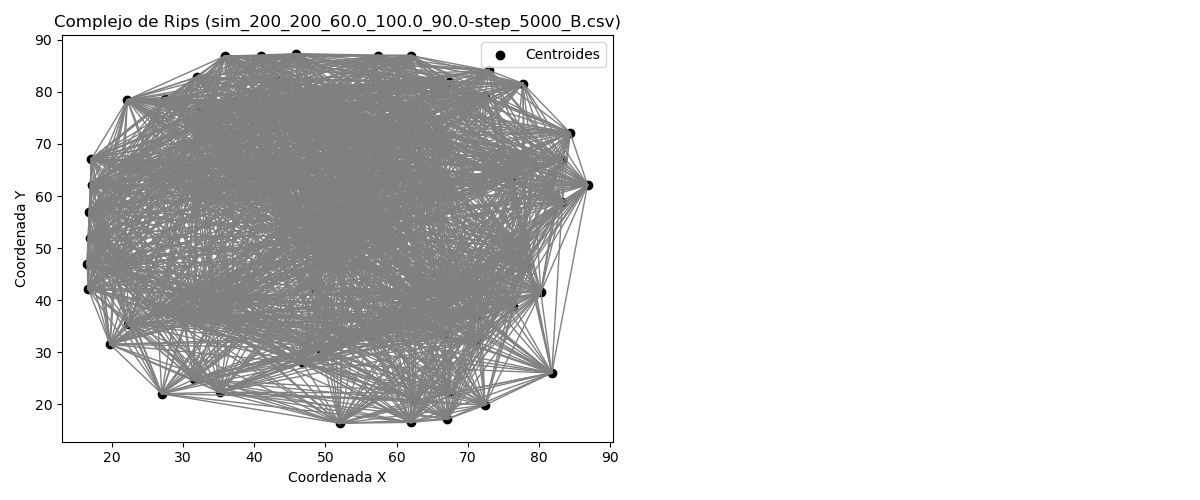 Complejo de Rips (sim_200_200_60.0_100.0_90.0-step_5000_B.csv)
90
80
70
60
50
40
30
20
Coordenada Y
Centroides
20 30 40 50 60 70 80 90
Coordenada X